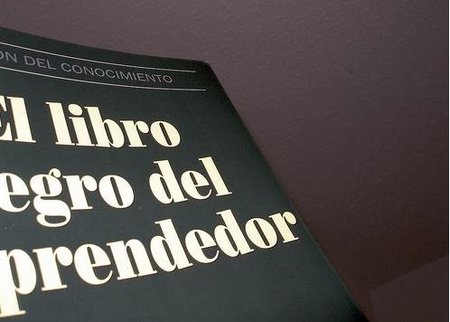 ON DEL CONOCIMIENTO
El libro
egro del
prendedor